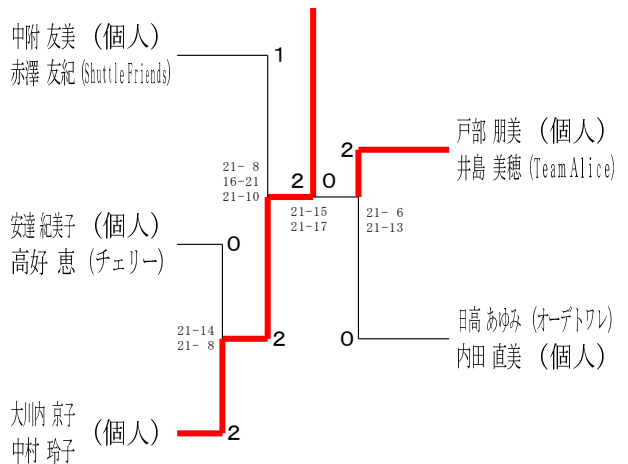 中附 友美 (個人)
赤澤 友紀 (Shuttle Friends)
1
21- 8
16-21
21-10
2
0
21-15
21-17
安達 紀美子 (個人)
高好 恵 (チェリー)
0
21-14
21- 8
2
大川内 京子
中村 玲子
(個人)
2
戸部 朋美 (個人)
井島 美穂 (Team Alice)
2
21- 6
21-13
日高 あゆみ (オーデトワレ)
内田 直美 (個人)
0